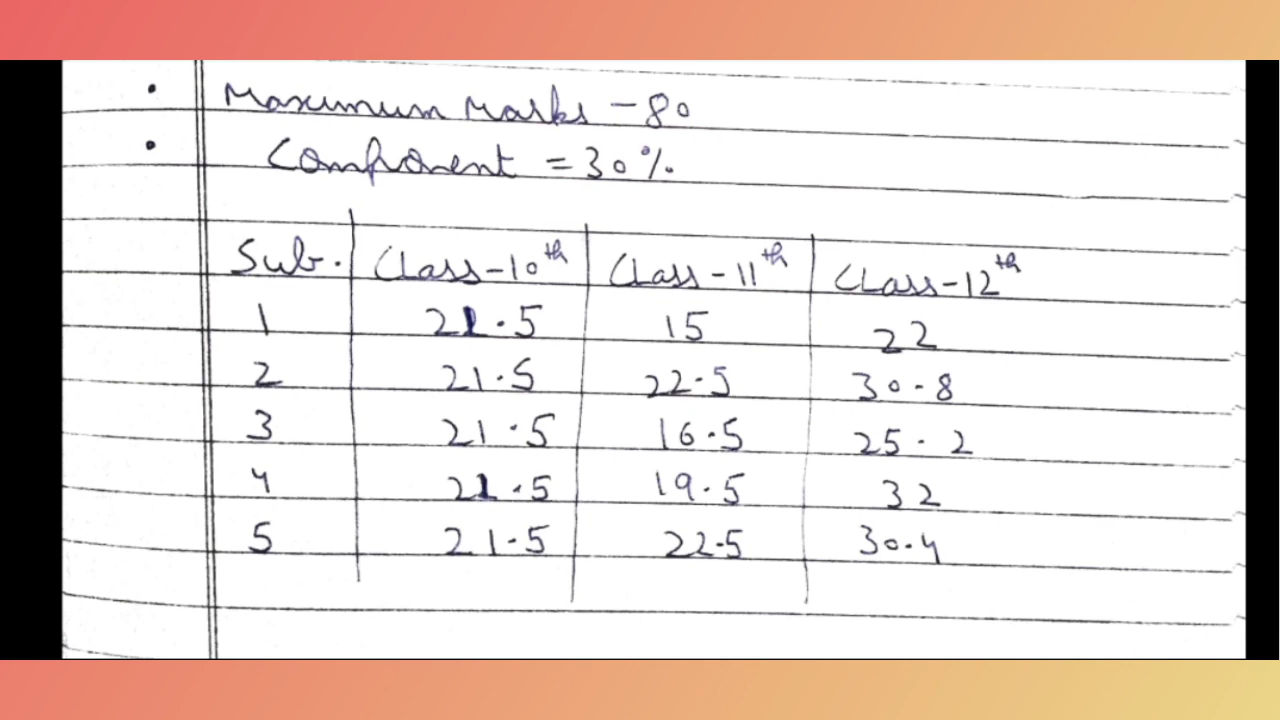 • Maximum Marks - 80
• Component = 30%
Sub. Class-10th Class-11th Class-12th
1 21.5 15 22
2 21.5 22.5 30.8
3 21.5 16.5 25.2
4 21.5 19.5 32
5 21.5 22.5 30.4